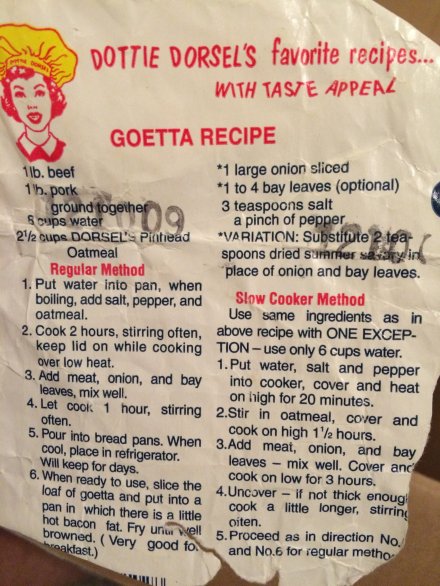 DOTTIE DORSEL
DOTTIE DORSEL'S favorite recipes...
WITH TASTE APPEAL
GOETTA RECIPE
1 lb. beef
1 lb. pork
ground together
cups water
2½ cups DORSEL's Pinhead
Oatmeal
Regular Method
1. Put water into pan, when
boiling, add salt, pepper, and
oatmeal.
2. Cook 2 hours, stirring often,
keep lid on while cooking
over low heat.
3. Add meat, onion, and bay
leaves, mix well.
4. Let cook 1 hour, stirring
often.
5. Pour into bread pans. When
cool, place in refrigerator.
Will keep for days.
6. When ready to use, slice the
loaf of goetta and put into a
pan in which there is a little
hot bacon fat. Fry until well
browned. ( Very good for
breakfast.)
*1 large onion sliced
*1 to 4 bay leaves (optional)
3 teaspoons salt
a pinch of pepper
*VARIATION: Substitute 2 tea-
spoons dried summer savory in
place of onion and bay leaves.
Slow Cooker Method
Use same ingredients as in
above recipe with ONE EXCEP-
TION – use only 6 cups water.
1. Put water, salt and pepper
into cooker, cover and heat
on high for 20 minutes.
2. Stir in oatmeal, cover and
cook on high 1½ hours.
3. Add meat, onion, and bay
leaves – mix well. Cover and
cook on low for 3 hours.
4. Uncover – if not thick enough
cook a little longer, stirring
often.
5. Proceed as in direction No.
and No.6 for regular metho